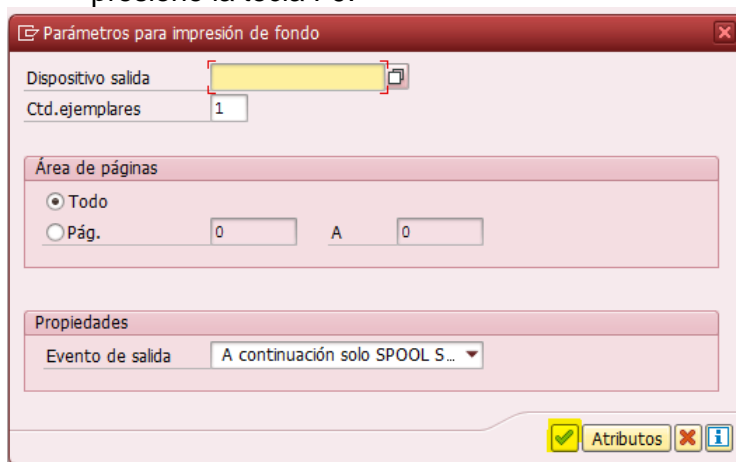 Parámetros para impresión de fondo
Dispositivo salida
Ctd.ejemplares 1
Área de páginas
Todo
Pág. 0 A 0
Propiedades
Evento de salida A continuación solo SPOOL S...
Atributos